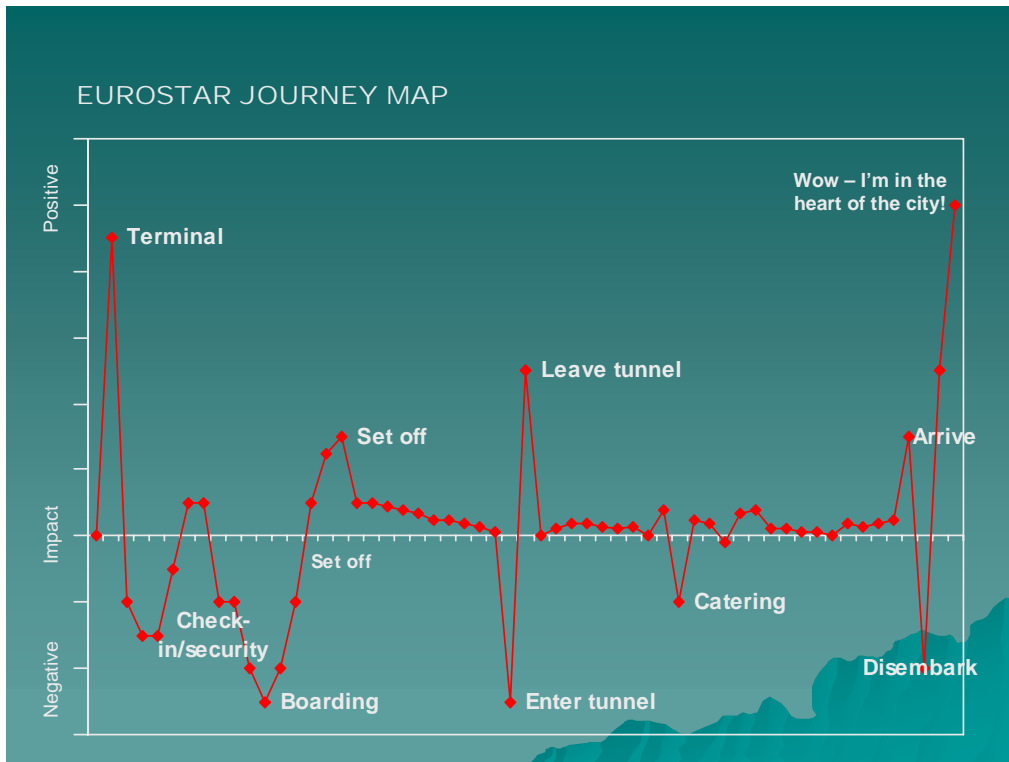 EUROSTAR JOURNEY MAP
Positive
Impact
Negative
Wow – I'm in the
heart of the city!
Terminal
Leave tunnel
Set off
Arrive
Set off
Catering
Check-
in/security
Disembark
Boarding
Enter tunnel